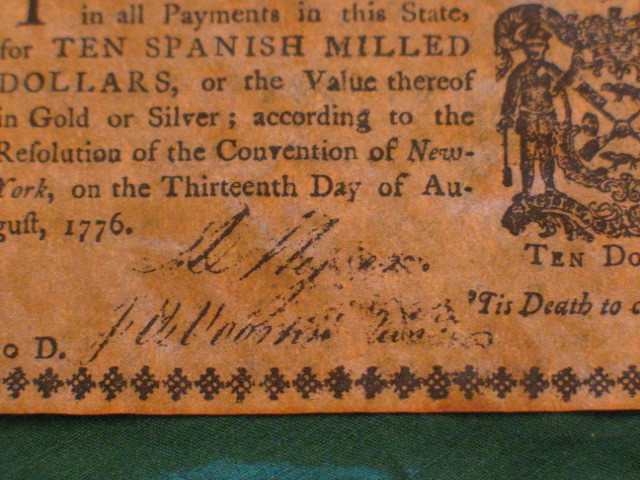 in all Payments in this State,
for TEN SPANISH MILLED
DOLLARS, or the Value thereof
in Gold or Silver; according to the
Reſolution of the Convention of New-
York, on the Thirteenth Day of Au-
guſt, 1776.
TEN DO
'Tis Death to c
o D.